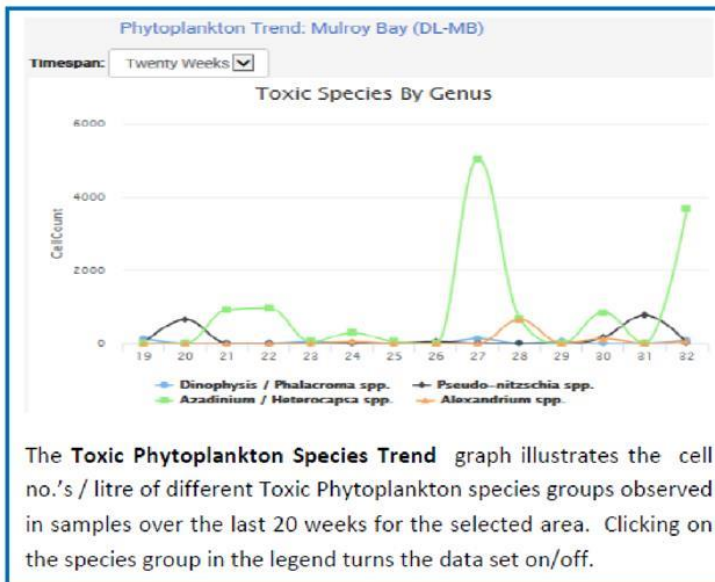 Phytoplankton Trend: Mulroy Bay (DL-MB)
Timespan: Twenty Weeks
Toxic Species By Genus
6000
4000
2000
0
CellCount
19 20 21 22 23 24 25 26 27 28 29 30 31 32
Dinophysis / Phalacroma spp. Pseudo-nitzschia spp.
Azadinium / Heterocapsa spp. Alexandrium spp.
The Toxic Phytoplankton Species Trend graph illustrates the cell
no.'s / litre of different Toxic Phytoplankton species groups observed
in samples over the last 20 weeks for the selected area. Clicking on
the species group in the legend turns the data set on/off.